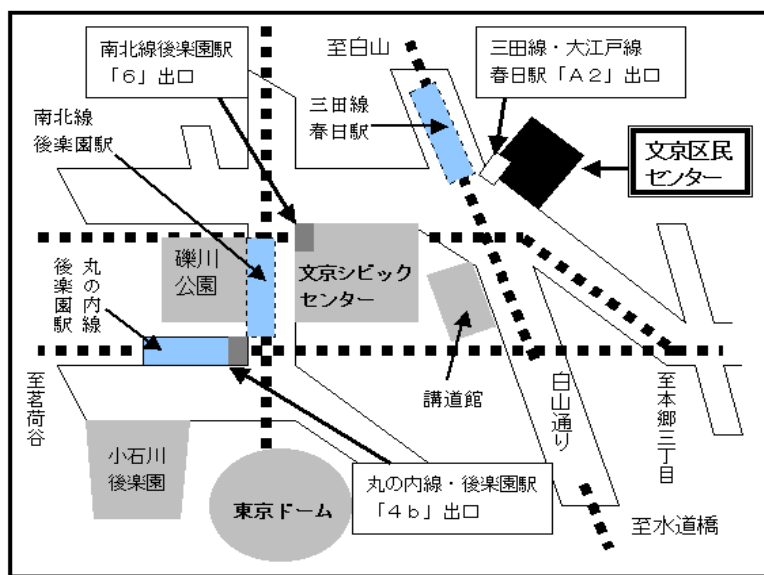 南北線後楽園駅
「6」出口
至白山
三田線・大江戸線
春日駅「A2」出口
南北線
後楽園駅
三田線
春日駅
文京区民
センター
礫川
公園
文京シビック
センター
丸の内線
後楽園駅
講道館
至茗荷谷
白山通り
至本郷三丁目
小石川
後楽園
東京ドーム
丸の内線・後楽園駅
「4b」出口
至水道橋